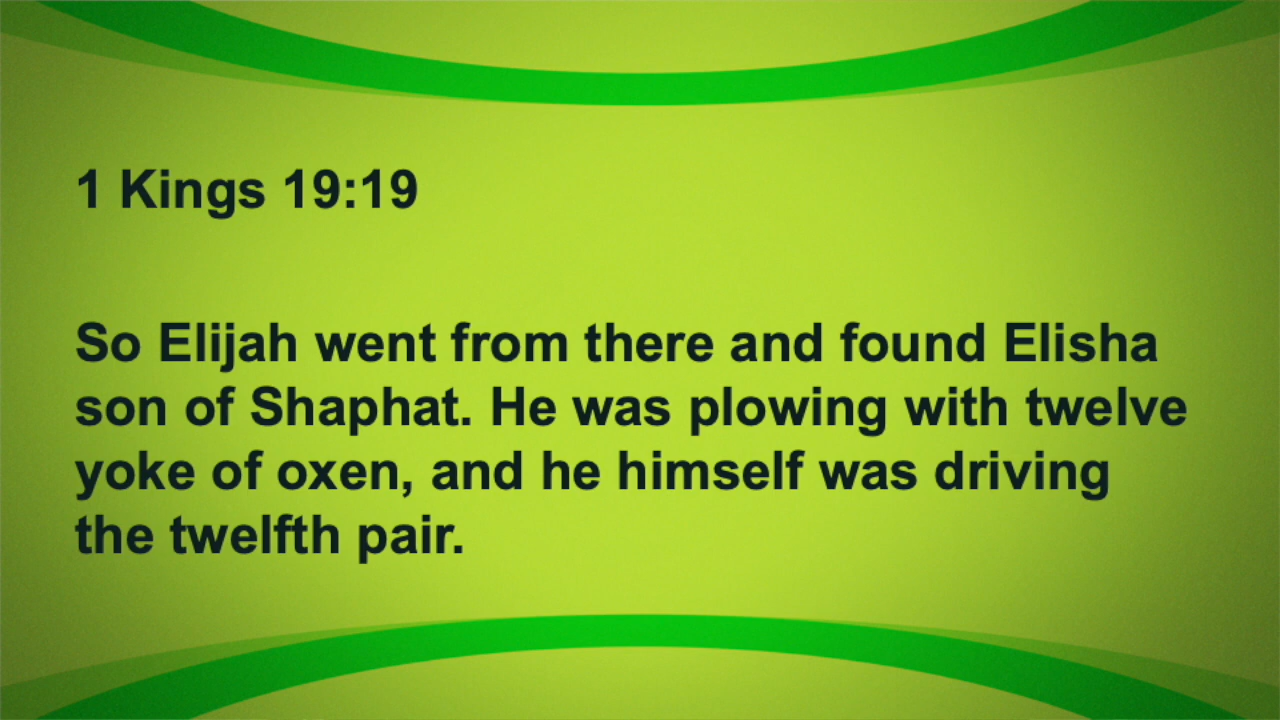 1 Kings 19:19
So Elijah went from there and found Elisha
son of Shaphat. He was plowing with twelve
yoke of oxen, and he himself was driving
the twelfth pair.